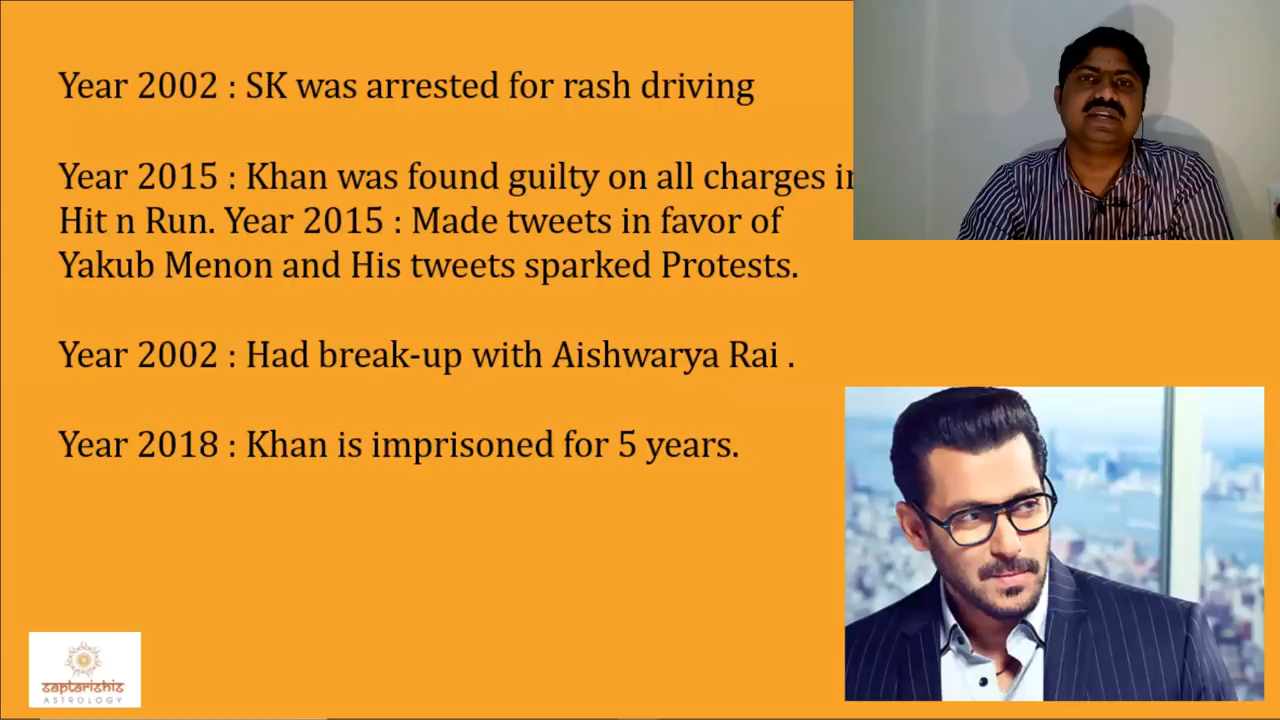 Year 2002 : SK was arrested for rash driving
Year 2015 : Khan was found guilty on all charges in
Hit n Run. Year 2015 : Made tweets in favor of
Yakub Menon and His tweets sparked Protests.
Year 2002 : Had break-up with Aishwarya Rai .
Year 2018 : Khan is imprisoned for 5 years.
saptarishis
ASTROLOGY